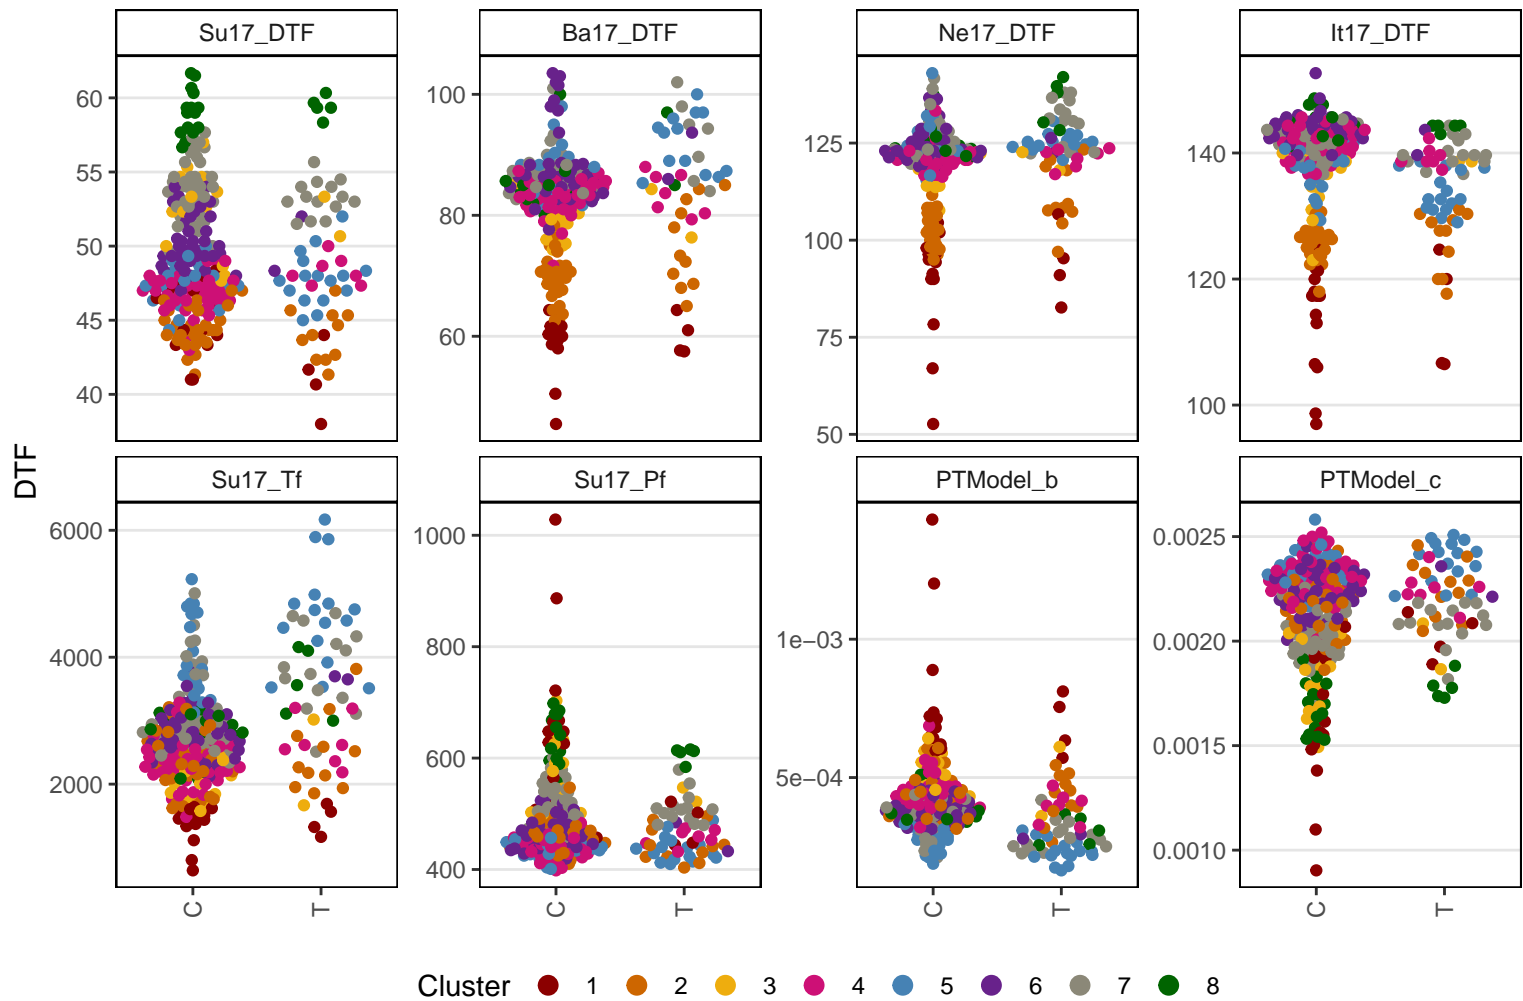 Su17_DTF Ba17_DTF Ne17_DTF It17_DTF
60 55 50 45 40
100 80 60
125 100 75 50
140 120 100
DTF
Su17_Tf Su17_Pf PTModel_b PTModel_c
6000 4000 2000
1000 800 600 400
1e−03 5e−04
0.0025 0.0020 0.0015 0.0010
C T C T C T C T
Cluster 1 2 3 4 5 6 7 8